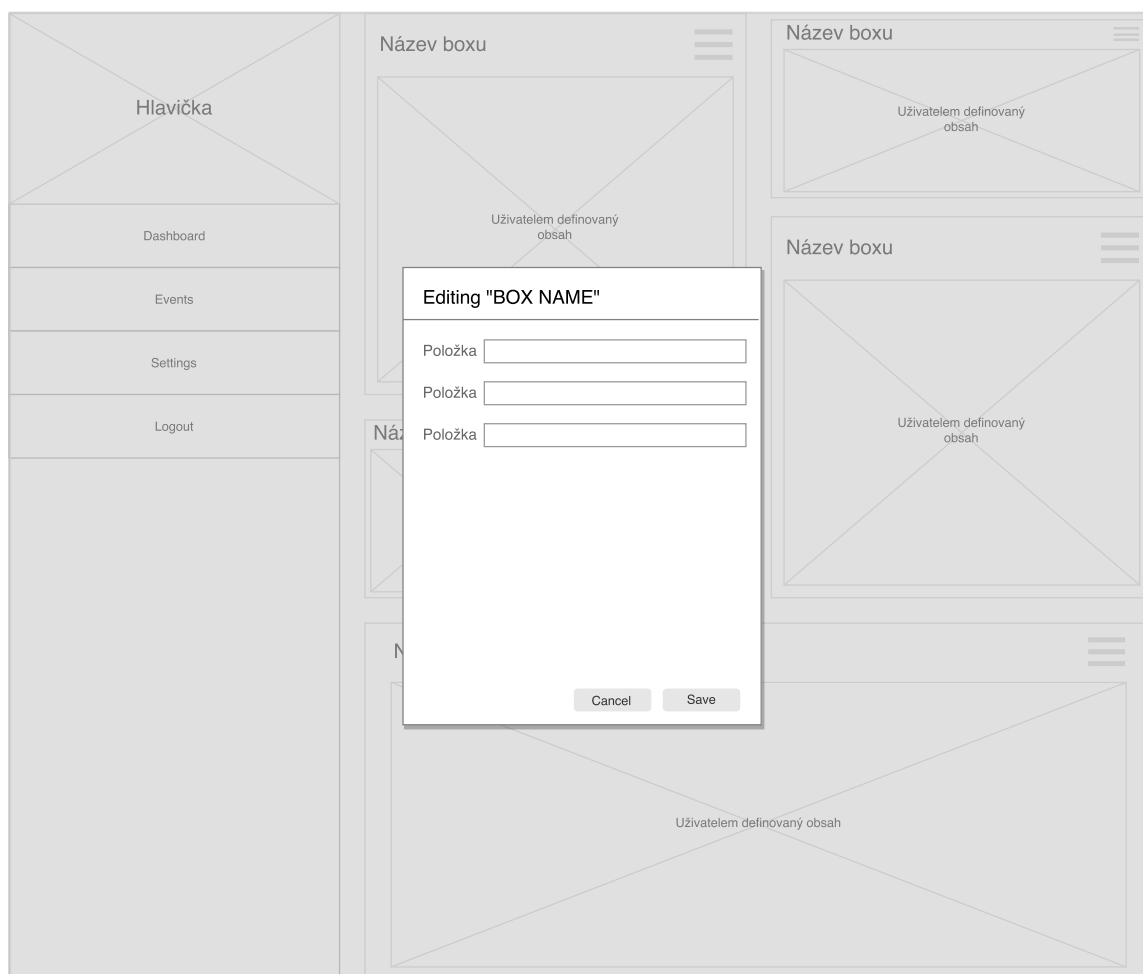 Hlavička
Dashboard
Events
Settings
Logout
Název boxu
Uživatelem definovaný
obsah
Název boxu
Uživatelem definovaný
obsah
Název boxu
Uživatelem definovaný
obsah
Editing "BOX NAME"
Položka
Položka
Položka
Cancel
Save
Uživatelem definovaný obsah